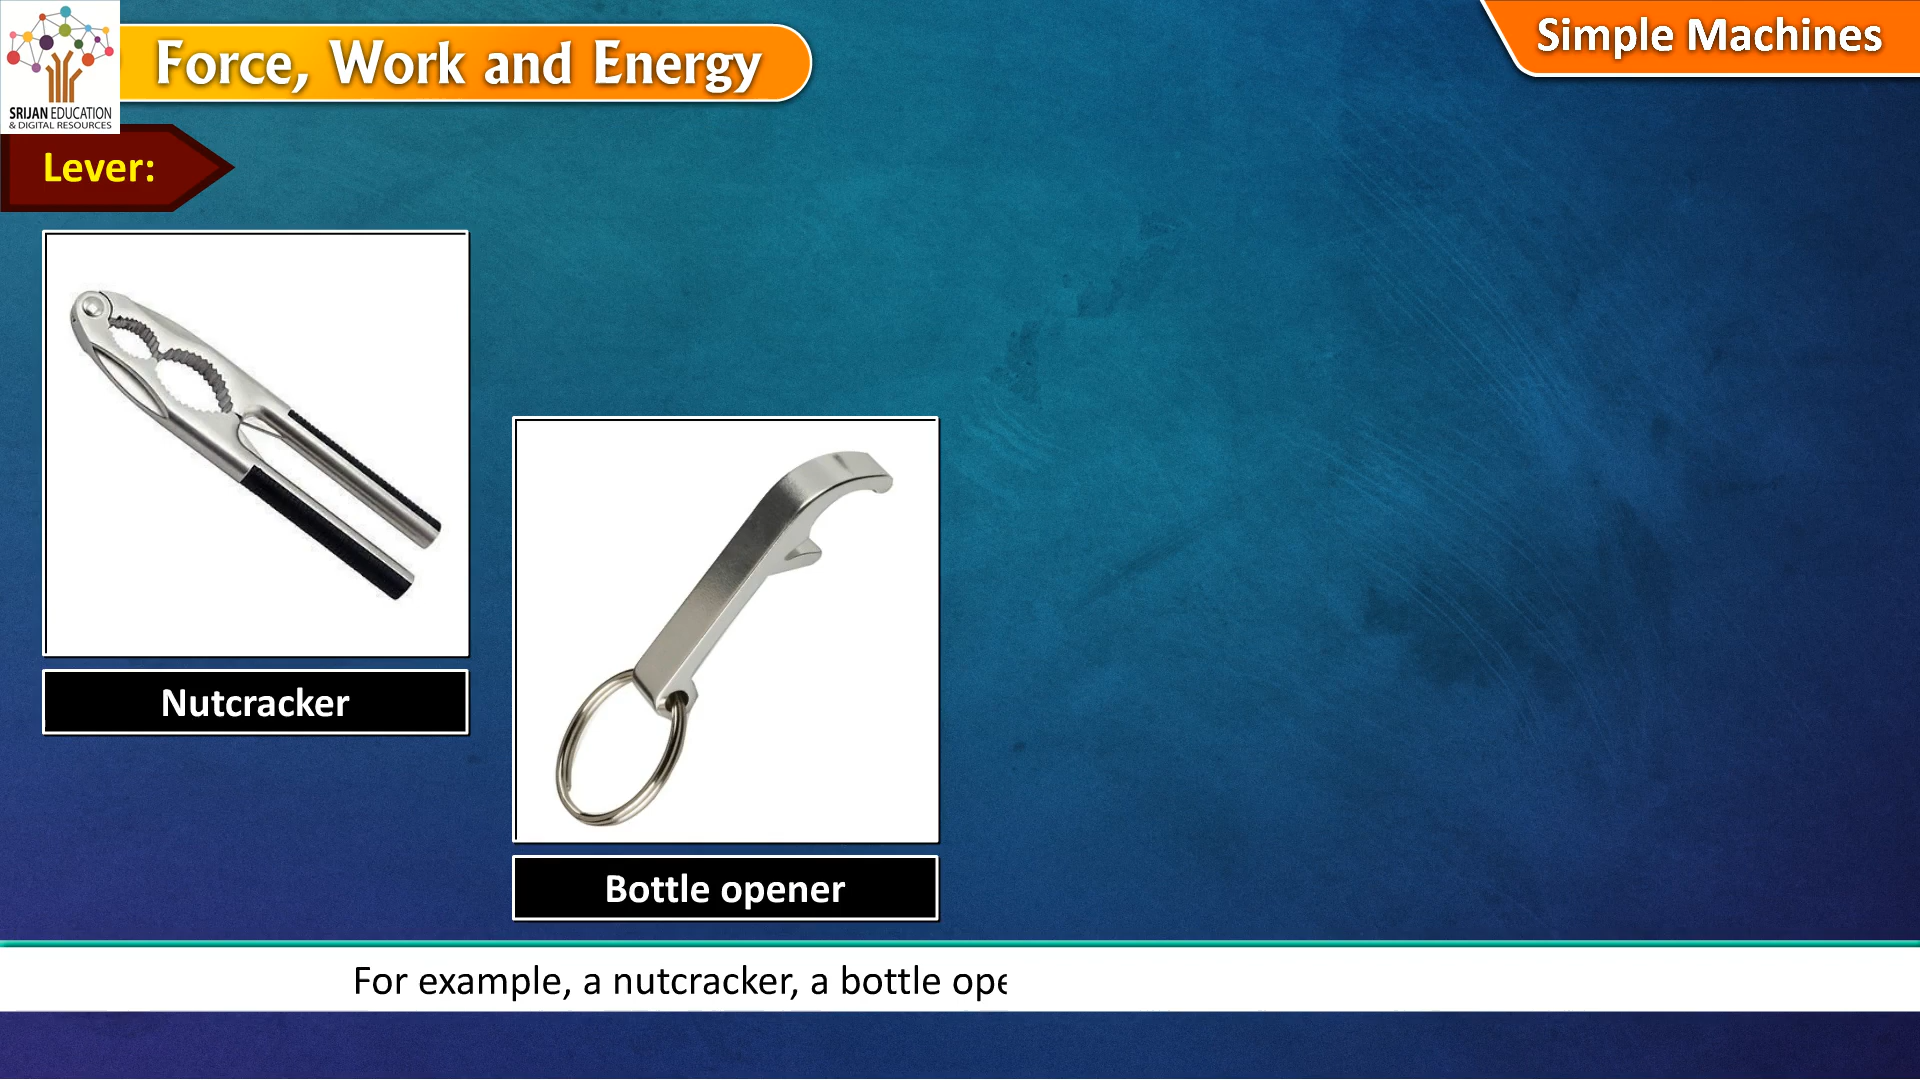 SRIJAN EDUCATION
& DIGITAL RESOURCES
Force, Work and Energy
Simple Machines
Lever:
Nutcracker
Bottle opener
For example, a nutcracker, a bottle ope